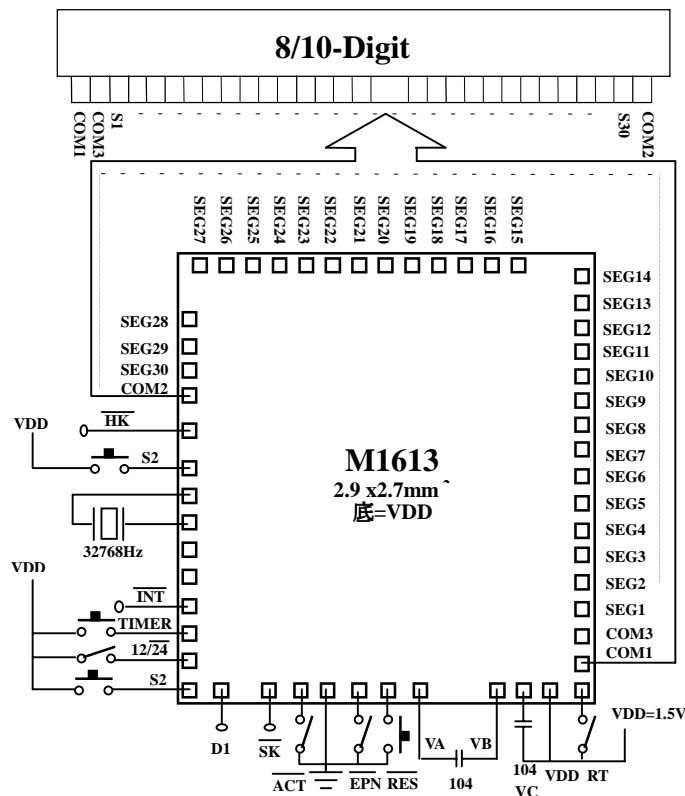 8/10-Digit
COM1
COM3
S1
S30
COM2
SEG27
SEG26
SEG25
SEG24
SEG23
SEG22
SEG21
SEG20
SEG19
SEG18
SEG17
SEG16
SEG15
SEG28
SEG29
SEG30
COM2
HK
VDD
S2
32768Hz
VDD
INT
TIMER
12/24
S2
M1613
2.9 x2.7mm^
底=VDD
SEG14
SEG13
SEG12
SEG11
SEG10
SEG9
SEG8
SEG7
SEG6
SEG5
SEG4
SEG3
SEG2
SEG1
COM3
COM1
D1
SK
ACT
EPN
RES
VA
VB
104
104
VC
VDD
RT
VDD=1.5V